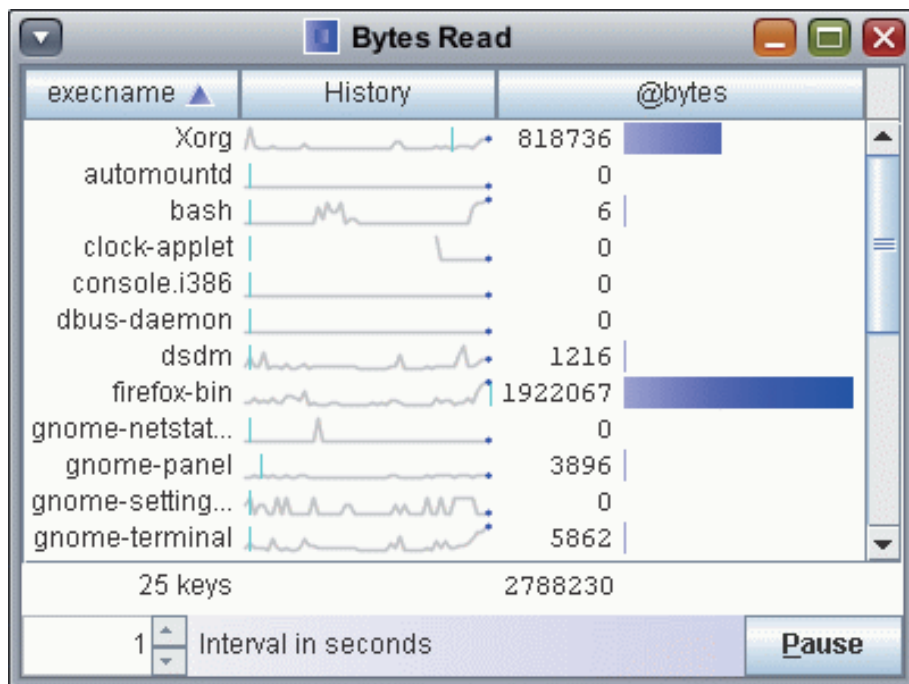 Bytes Read
execname History @bytes
Xorg 818736
automountd 0
bash 6
clock-applet 0
console.i386 0
dbus-daemon 0
dsdm 1216
firefox-bin 1922067
gnome-netstat... 0
gnome-panel 3896
gnome-setting... 0
gnome-terminal 5862
25 keys 2788230
1 Interval in seconds Pause